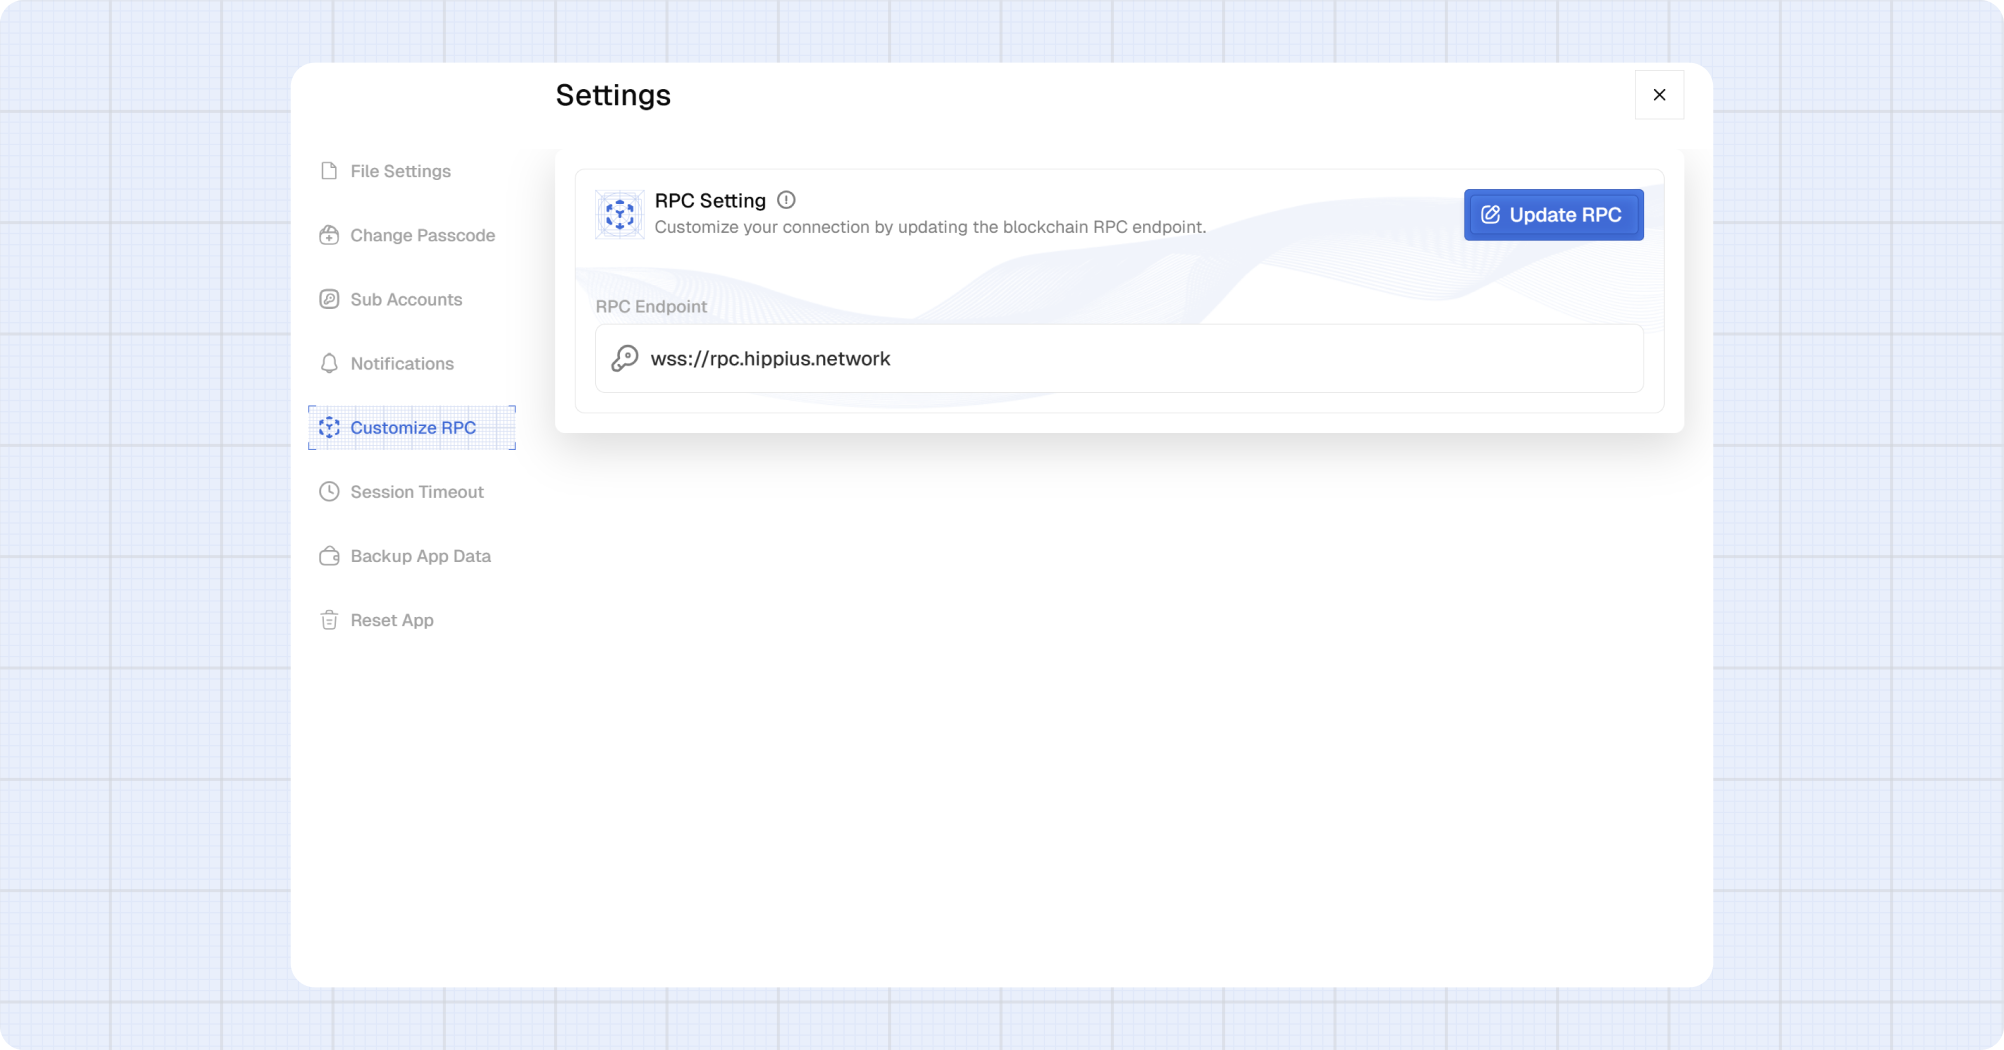 Settings
File Settings
Change Passcode
Sub Accounts
Notifications
Customize RPC
Session Timeout
Backup App Data
Reset App
RPC Setting
Customize your connection by updating the blockchain RPC endpoint.
Update RPC
RPC Endpoint
wss://rpc.hippius.network